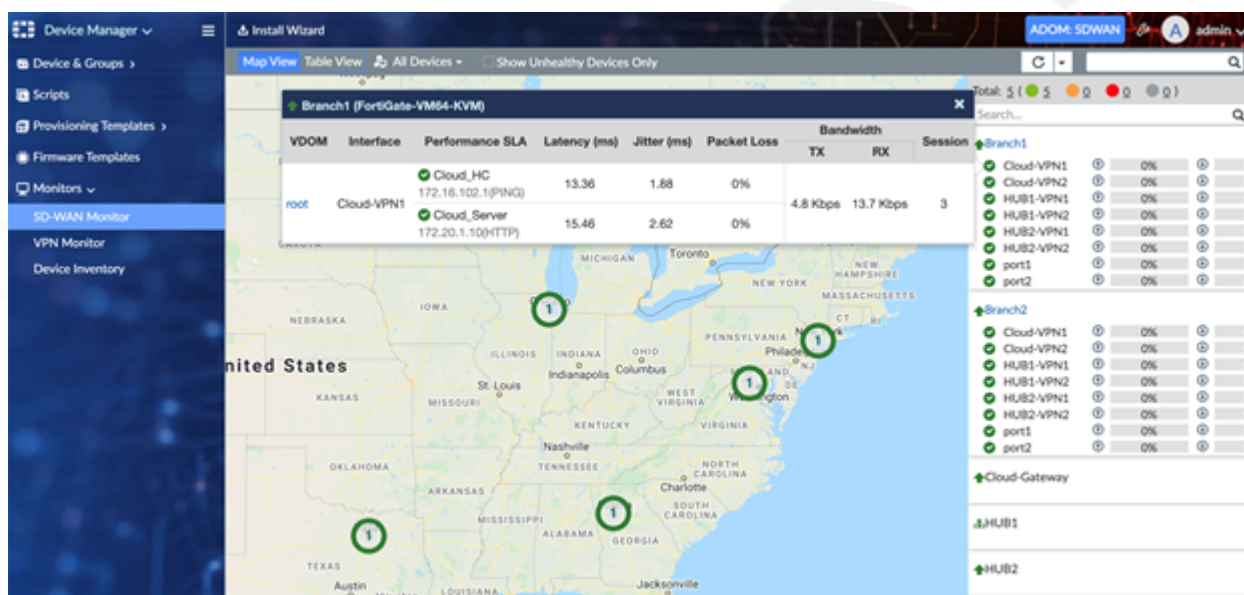 Device Manager
Install Wizard
ADOM: SDWAN
A
admin
Device & Groups
Scripts
Provisioning Templates
Firmware Templates
Monitors
SD-WAN Monitor
VPN Monitor
Device Inventory
Map View Table View All Devices Show Unhealthy Devices Only
Total: 5 ( 5 0 0 0 )
Search...
Branch1 (FortiGate-VM64-KVM)
VDOM Interface Performance SLA Latency (ms) Jitter (ms) Packet Loss Bandwidth Session
TX RX
root Cloud-VPN1 4.8 Kbps 13.7 Kbps 3
Cloud_HC 13.36 1.88 0%
172.16.102.1(PING)
Cloud_Server 15.46 2.62 0%
172.20.1.10(HTTP)
MICHIGAN
Toronto
NEW HAMPSHIRE
NEW YORK
MASSACHUSETTS
IOWA
CT RI
NEBRASKA
1
1
PENNSYLVANIA
ILLINOIS INDIANA OHIO
NJ
United States
Indianapolis Columbus
St. Louis
1
DE
KANSAS
MISSOURI
WEST VIRGINIA
KENTUCKY
VIRGINIA
Nashville
OKLAHOMA
TENNESSEE
NORTH CAROLINA
ARKANSAS
Charlotte
MISSISSIPPI
1
SOUTH CAROLINA
1
ALABAMA
GEORGIA
TEXAS
Austin
LOUISIANA
Jacksonville
Branch1
Cloud-VPN1 0%
Cloud-VPN2 0%
HUB1-VPN1 0%
HUB1-VPN2 0%
HUB2-VPN1 0%
HUB2-VPN2 0%
port1 0%
port2 0%
Branch2
Cloud-VPN1 0%
Cloud-VPN2 0%
HUB1-VPN1 0%
HUB1-VPN2 0%
HUB2-VPN1 0%
HUB2-VPN2 0%
port1 0%
port2 0%
Cloud-Gateway
HUB1
HUB2